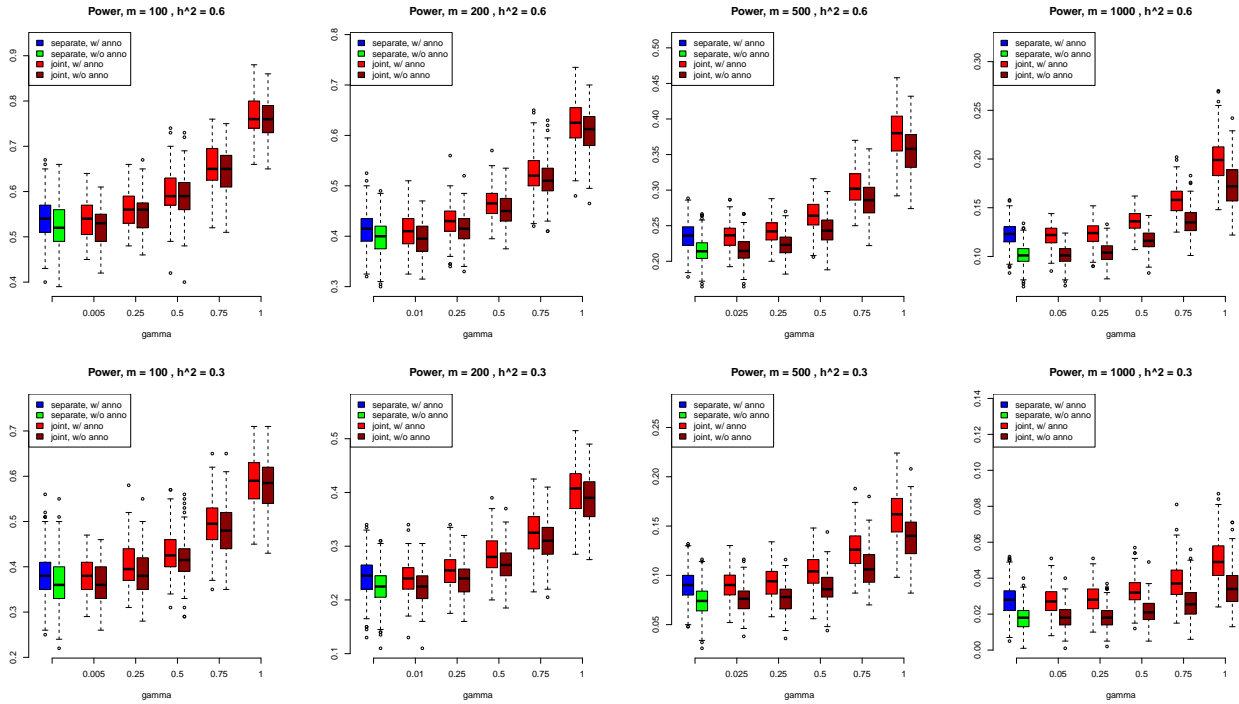 Power, m = 100 , h^2 = 0.6
separate, w/ anno
separate, w/o anno
joint, w/ anno
joint, w/o anno
0.9
0.8
0.7
0.6
0.5
0.4
0.005 0.25 0.5 0.75 1
gamma
Power, m = 200 , h^2 = 0.6
separate, w/ anno
separate, w/o anno
joint, w/ anno
joint, w/o anno
0.8
0.7
0.6
0.5
0.4
0.3
0.01 0.25 0.5 0.75 1
gamma
Power, m = 500 , h^2 = 0.6
separate, w/ anno
separate, w/o anno
joint, w/ anno
joint, w/o anno
0.50
0.45
0.40
0.35
0.30
0.25
0.20
0.025 0.25 0.5 0.75 1
gamma
Power, m = 1000 , h^2 = 0.6
separate, w/ anno
separate, w/o anno
joint, w/ anno
joint, w/o anno
0.30
0.25
0.20
0.15
0.10
0.05 0.25 0.5 0.75 1
gamma
Power, m = 100 , h^2 = 0.3
separate, w/ anno
separate, w/o anno
joint, w/ anno
joint, w/o anno
0.7
0.6
0.5
0.4
0.3
0.2
0.005 0.25 0.5 0.75 1
gamma
Power, m = 200 , h^2 = 0.3
separate, w/ anno
separate, w/o anno
joint, w/ anno
joint, w/o anno
0.5
0.4
0.3
0.2
0.1
0.01 0.25 0.5 0.75 1
gamma
Power, m = 500 , h^2 = 0.3
separate, w/ anno
separate, w/o anno
joint, w/ anno
joint, w/o anno
0.25
0.20
0.15
0.10
0.05
0.025 0.25 0.5 0.75 1
gamma
Power, m = 1000 , h^2 = 0.3
separate, w/ anno
separate, w/o anno
joint, w/ anno
joint, w/o anno
0.14
0.12
0.10
0.08
0.06
0.04
0.02
0.00
0.05 0.25 0.5 0.75 1
gamma